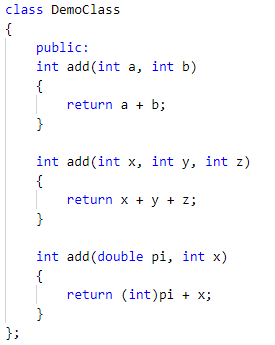 class DemoClass
{
    public:
    int add(int a, int b)
    {
        return a + b;
    }

    int add(int x, int y, int z)
    {
        return x + y + z;
    }

    int add(double pi, int x)
    {
        return (int)pi + x;
    }
};